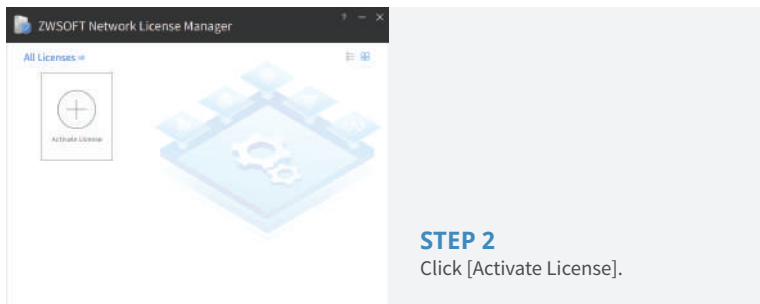 ZWSOFT Network License Manager
All Licenses
Activate License
STEP 2
Click [Activate License].